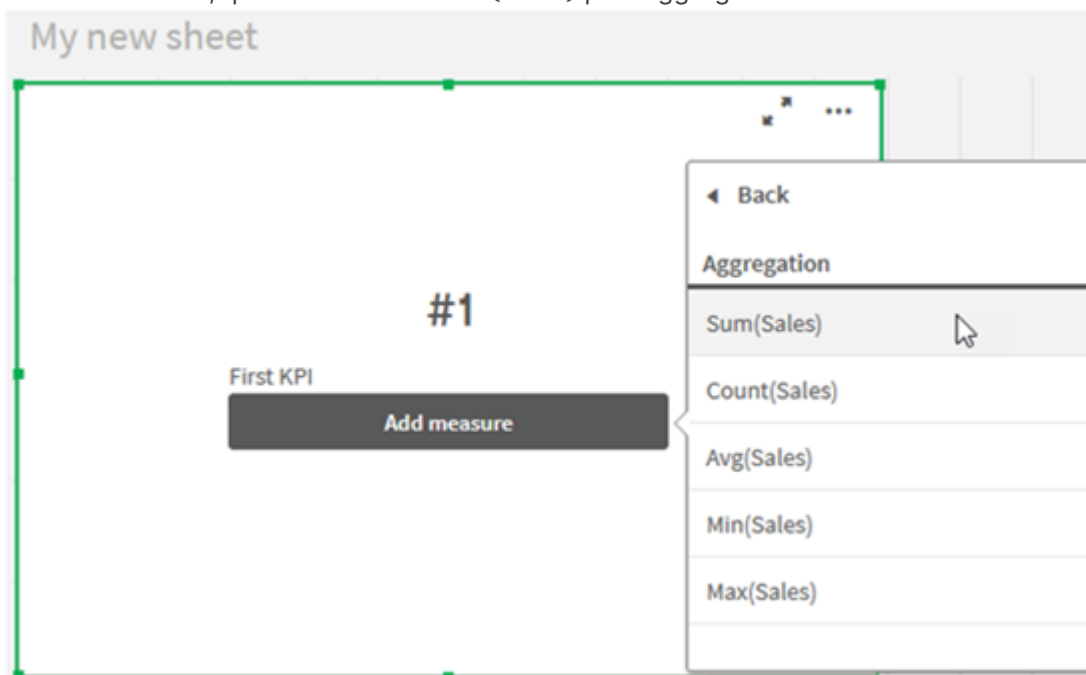 My new sheet
Back
Aggregation
#1
Sum(Sales)
First KPI
Count(Sales)
Add measure
Avg(Sales)
Min(Sales)
Max(Sales)